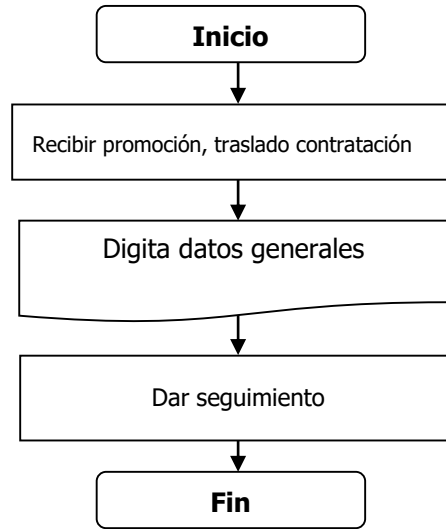 Inicio
Recibir promoción, traslado contratación
Digita datos generales
Dar seguimiento
Fin